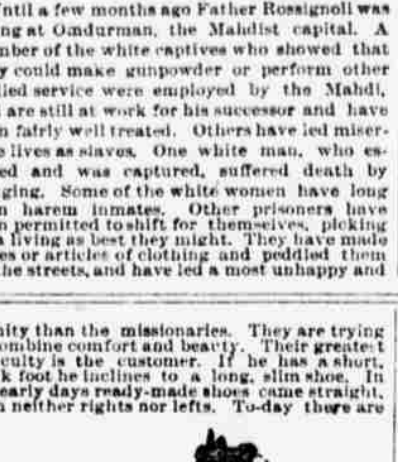 ntil a few months ago Father Rossignoli was
ng at Omdurman, the Mahdist capital. A
nber of the white captives who showed that
y could make gunpowder or perform other
lled service were employed by the Mahdi,
are still at work for his successor and have
n fairly well treated. Others have led miser-
e lives as slaves. One white man, who es-
ed and was captured, suffered death by
ging. Some of the white women have long
n harem inmates. Other prisoners have
n permitted to shift for themselves, picking
a living as best they might. They have made
es or articles of clothing and peddled them
he streets, and have led a most unhappy and
nity than the missionaries. They are trying
ombine comfort and beauty. Their greatest
culty is the customer. If he has a short,
k foot he inclines to a long, slim shoe. In
early days ready-made shoes came straight,
h neither rights nor lefts. To-day there are